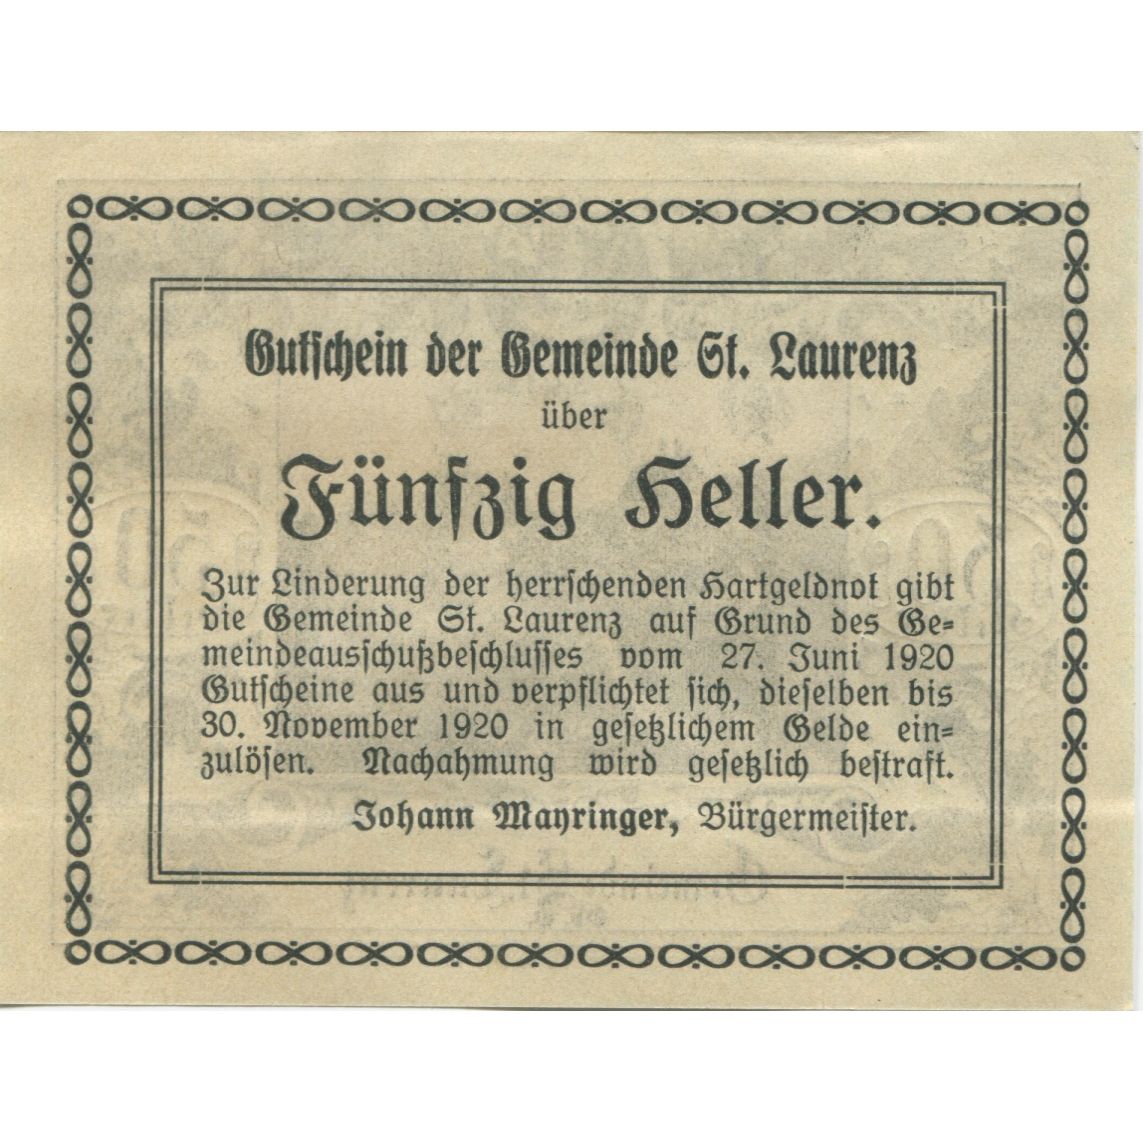 Gutschein der Gemeinde St. Laurenz
über
Fünfzig Heller.
Zur Linderung der herrschenden Hartgeldnot gibt
die Gemeinde St. Laurenz auf Grund des Ge=
meindeausschußbeschlusses vom 27. Juni 1920
Gutscheine aus und verpflichtet sich, dieselben bis
30. November 1920 in gesetzlichem Gelde ein=
zulösen. Nachahmung wird gesetzlich bestraft.
Johann Mayringer, Bürgermeister.